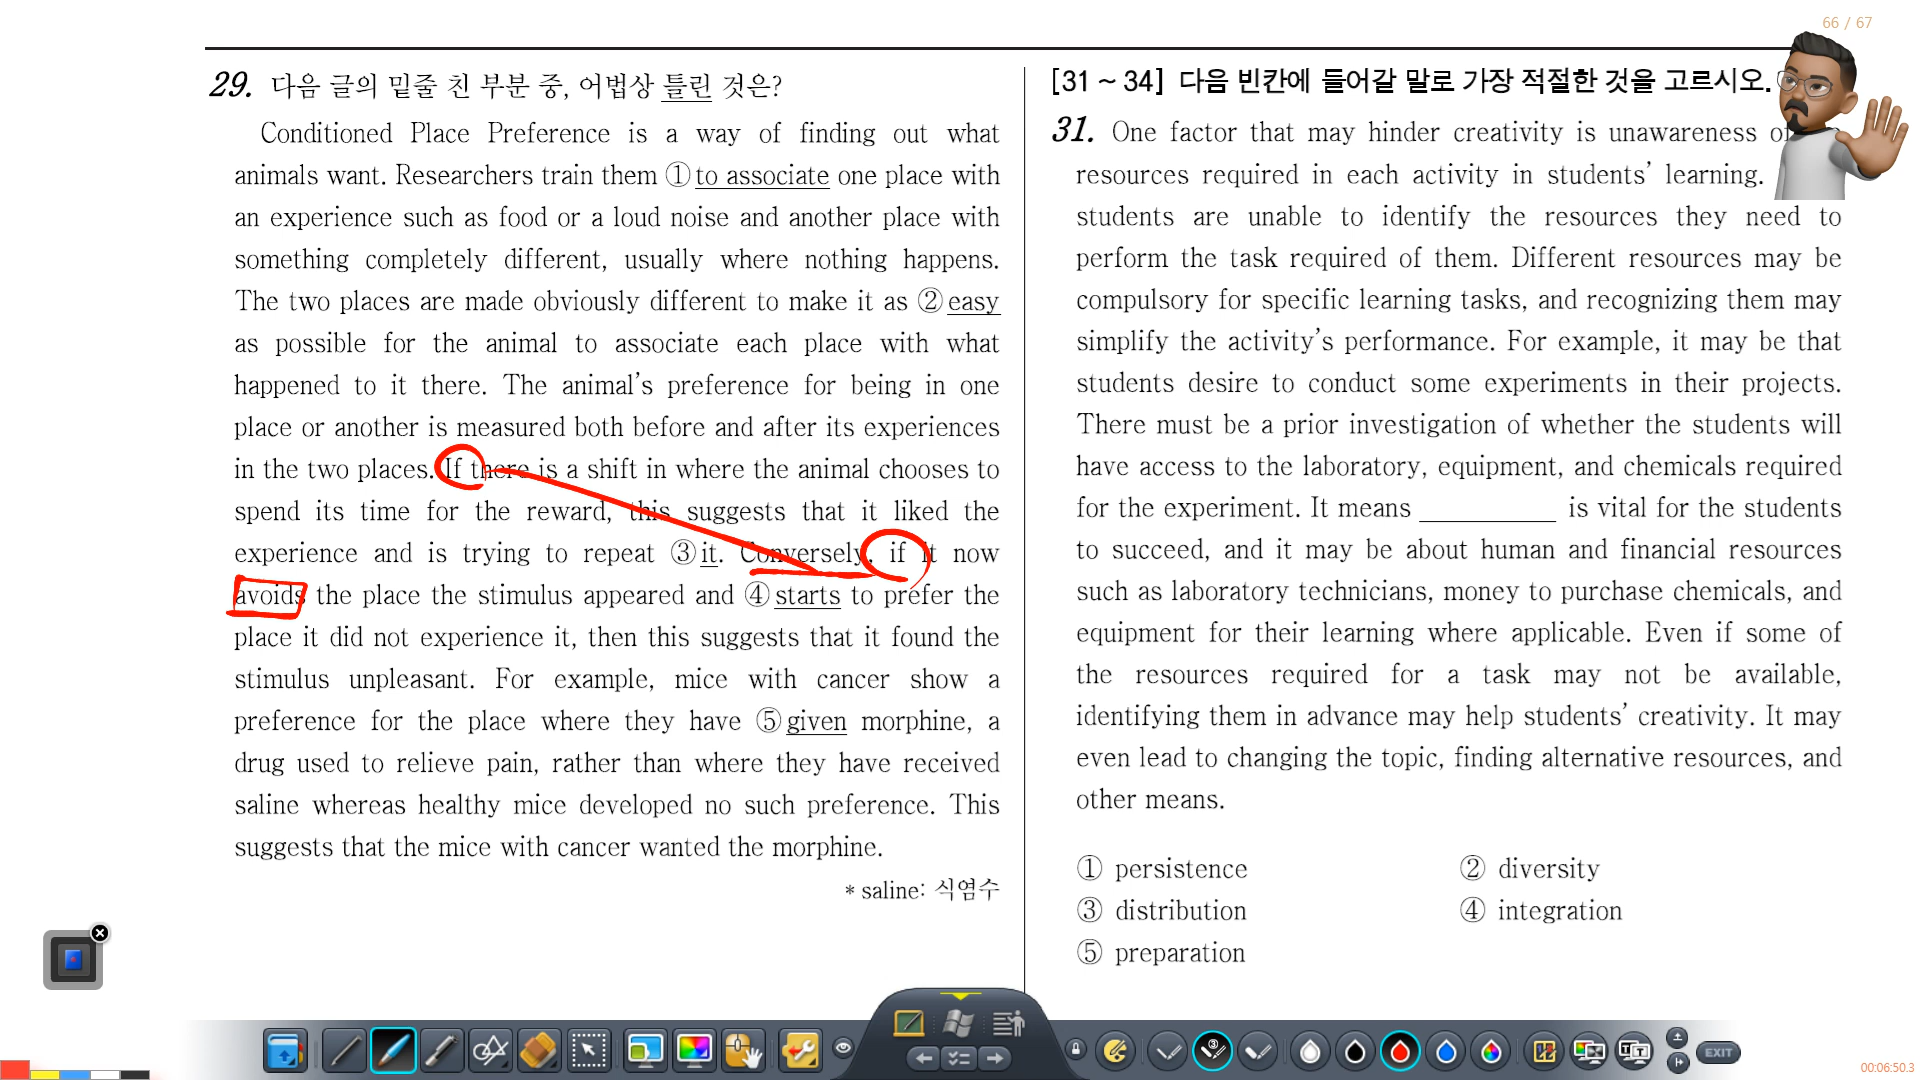 66 / 67
29. 다음 글의 밑줄 친 부분 중, 어법상 틀린 것은?
Conditioned Place Preference is a way of finding out what
animals want. Researchers train them ① to associate one place with
an experience such as food or a loud noise and another place with
something completely different, usually where nothing happens.
The two places are made obviously different to make it as ② easy
as possible for the animal to associate each place with what
happened to it there. The animal's preference for being in one
place or another is measured both before and after its experiences
in the two places. If there is a shift in where the animal chooses to
spend its time for the reward, this suggests that it liked the
experience and is trying to repeat ③ it. Conversely, if it now
avoids the place the stimulus appeared and ④ starts to prefer the
place it did not experience it, then this suggests that it found the
stimulus unpleasant. For example, mice with cancer show a
preference for the place where they have ⑤ given morphine, a
drug used to relieve pain, rather than where they have received
saline whereas healthy mice developed no such preference. This
suggests that the mice with cancer wanted the morphine.
* saline: 식염수
[31 ~ 34] 다음 빈칸에 들어갈 말로 가장 적절한 것을 고르시오.
31. One factor that may hinder creativity is unawareness
resources required in each activity in students' learning.
students are unable to identify the resources they need to
perform the task required of them. Different resources may be
compulsory for specific learning tasks, and recognizing them may
simplify the activity's performance. For example, it may be that
students desire to conduct some experiments in their projects.
There must be a prior investigation of whether the students will
have access to the laboratory, equipment, and chemicals required
for the experiment. It means __________ is vital for the students
to succeed, and it may be about human and financial resources
such as laboratory technicians, money to purchase chemicals, and
equipment for their learning where applicable. Even if some of
the resources required for a task may not be available,
identifying them in advance may help students' creativity. It may
even lead to changing the topic, finding alternative resources, and
other means.
① persistence ② diversity
③ distribution ④ integration
⑤ preparation
EXIT
00:06:50.3